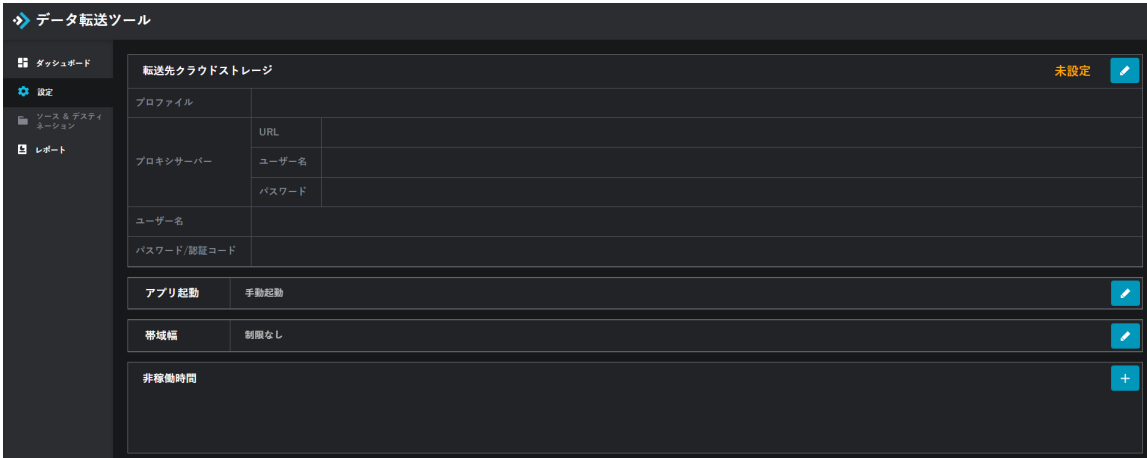 データ転送ツール
ダッシュボード
設定
ソース & デスティ
ネーション
レポート
転送先クラウドストレージ 未設定
プロファイル
プロキシサーバー
URL
ユーザー名
パスワード
ユーザー名
パスワード/認証コード
アプリ起動 手動起動
帯域幅 制限なし
非稼働時間